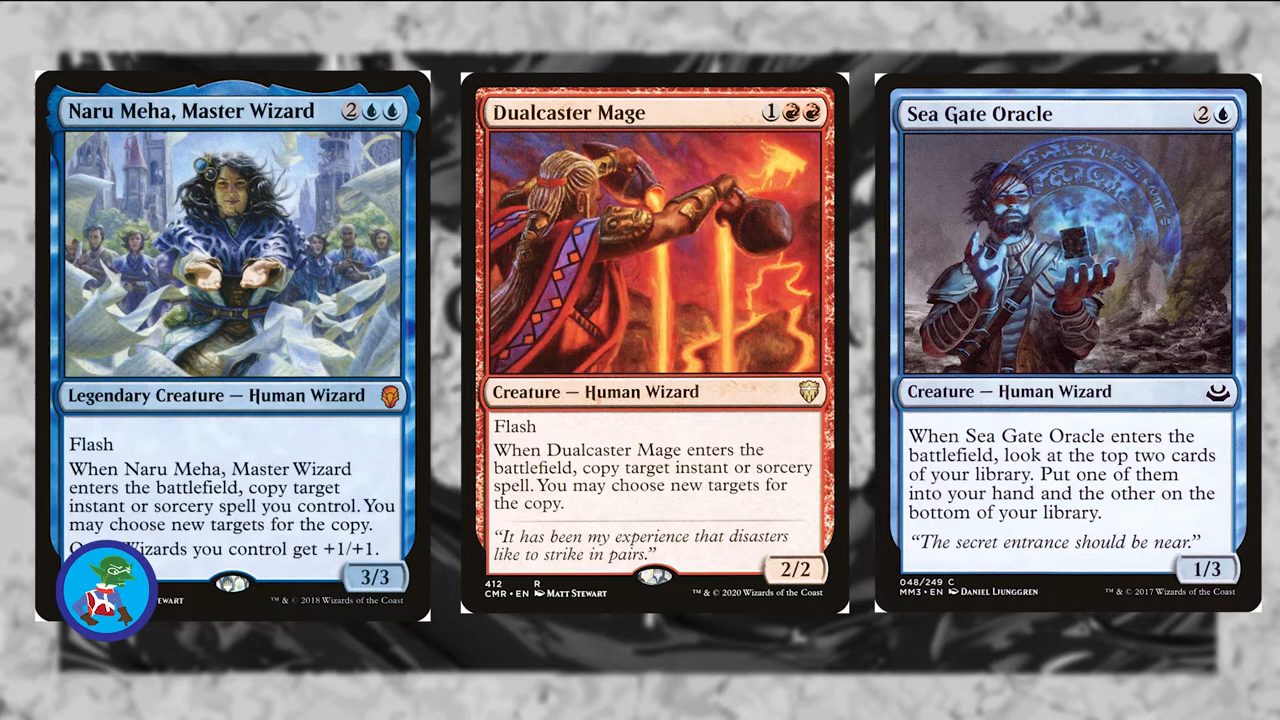 Naru Meha, Master Wizard 2
Legendary Creature — Human Wizard
Flash
When Naru Meha, Master Wizard
enters the battlefield, copy target
instant or sorcery spell you control. You
may choose new targets for the copy.
Wizards you control get +1/+1.
3/3
™ & © 2018 Wizards of the Coast
Dualcaster Mage 1
Creature — Human Wizard
Flash
When Dualcaster Mage enters the
battlefield, copy target instant or sorcery
spell. You may choose new targets for
the copy.
“It has been my experience that disasters
like to strike in pairs.”
2/2
412 R
CMR • EN Matt Stewart ™ & © 2020 Wizards of the Coast
Sea Gate Oracle 2
Creature — Human Wizard
When Sea Gate Oracle enters the
battlefield, look at the top two cards
of your library. Put one of them
into your hand and the other on the
bottom of your library.
“The secret entrance should be near.”
1/3
048/249 C
MM3 • EN Daniel Ljunggren ™ & © 2017 Wizards of the Coast